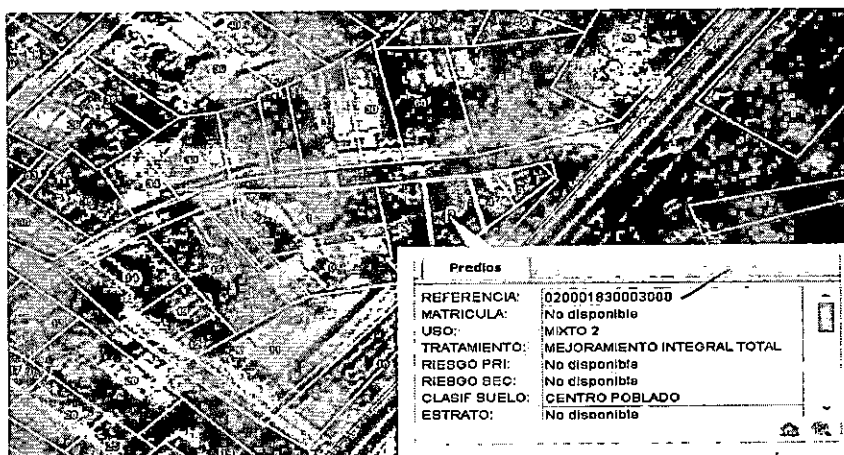 Predios
REFERENCIA: 020001830003000
MATRICULA: No disponible
USO: MIXTO 2
TRATAMIENTO: MEJORAMIENTO INTEGRAL TOTAL
RIESGO PRI: No disponible
RIESGO SEC: No disponible
CLASIF SUELO: CENTRO POBLADO
ESTRATO: No disponible